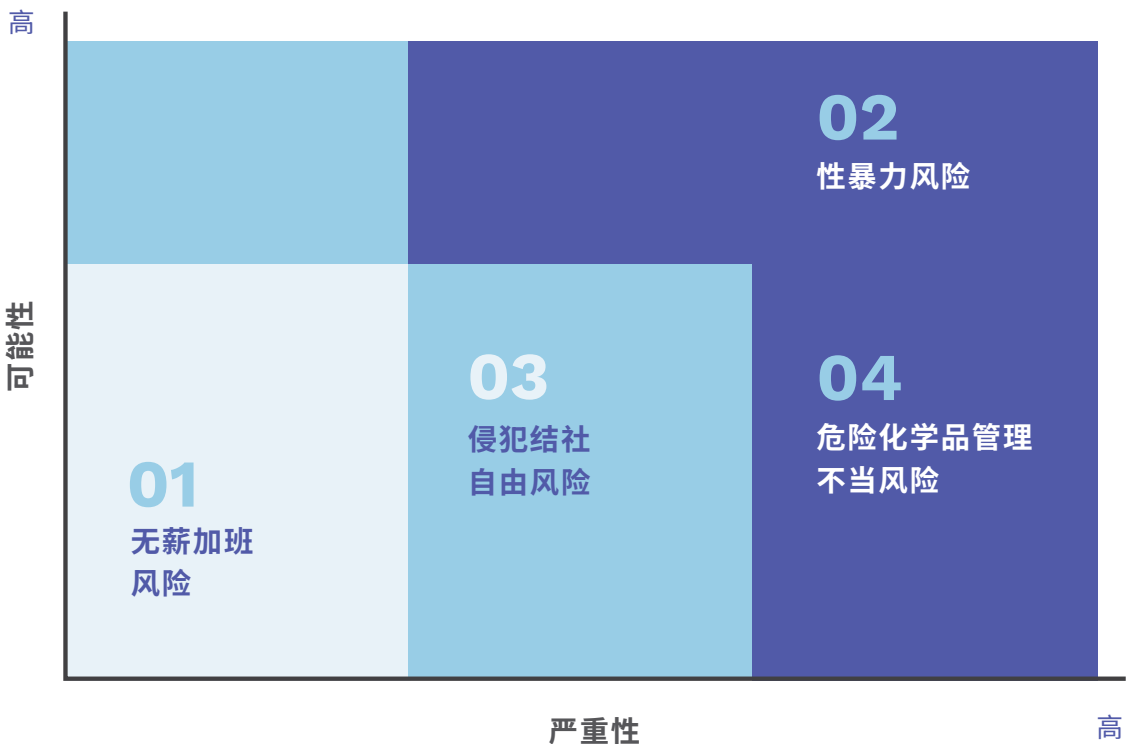 高
02
性暴力风险
可能性
03
侵犯结社
自由风险
04
危险化学品管理
不当风险
01
无薪加班
风险
严重性
高